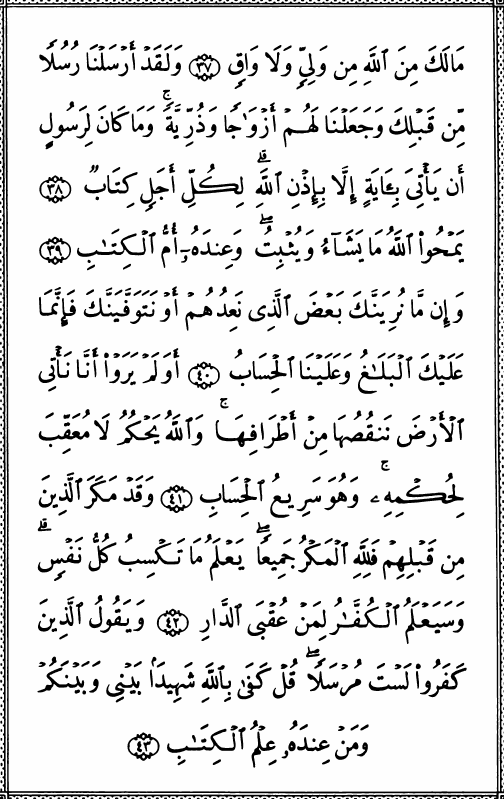 مَالَكَ مِنَ ٱللَّهِ مِن وَلِيٍّ وَلَا وَاقٍ ٣٧ وَلَقَدْ أَرْسَلْنَا رُسُلًا
مِّن قَبْلِكَ وَجَعَلْنَا لَهُمْ أَزْوَٰجًا وَذُرِّيَّةً ۚ وَمَا كَانَ لِرَسُولٍ
أَن يَأْتِىَ بِـَٔايَةٍ إِلَّا بِإِذْنِ ٱللَّهِ ۗ لِكُلِّ أَجَلٍ كِتَابٌ ٣٨
يَمْحُوا۟ ٱللَّهُ مَا يَشَآءُ وَيُثْبِتُ ۖ وَعِندَهُۥٓ أُمُّ ٱلْكِتَـٰبِ ٣٩
وَإِن مَّا نُرِيَنَّكَ بَعْضَ ٱلَّذِى نَعِدُهُمْ أَوْ نَتَوَفَّيَنَّكَ فَإِنَّمَا
عَلَيْكَ ٱلْبَلَـٰغُ وَعَلَيْنَا ٱلْحِسَابُ ٤٠ أَوَلَمْ يَرَوْا۟ أَنَّا نَأْتِى
ٱلْأَرْضَ نَنقُصُهَا مِنْ أَطْرَافِهَا ۚ وَٱللَّهُ يَحْكُمُ لَا مُعَقِّبَ
لِحُكْمِهِۦ ۚ وَهُوَ سَرِيعُ ٱلْحِسَابِ ٤١ وَقَدْ مَكَرَ ٱلَّذِينَ
مِن قَبْلِهِمْ فَلِلَّهِ ٱلْمَكْرُ جَمِيعًا ۖ يَعْلَمُ مَا تَكْسِبُ كُلُّ نَفْسٍ ۗ
وَسَيَعْلَمُ ٱلْكُفَّـٰرُ لِمَنْ عُقْبَى ٱلدَّارِ ٤٢ وَيَقُولُ ٱلَّذِينَ
كَفَرُوا۟ لَسْتَ مُرْسَلًا ۚ قُلْ كَفَىٰ بِٱللَّهِ شَهِيدًۢا بَيْنِى وَبَيْنَكُمْ
وَمَنْ عِندَهُۥ عِلْمُ ٱلْكِتَـٰبِ ٤٣